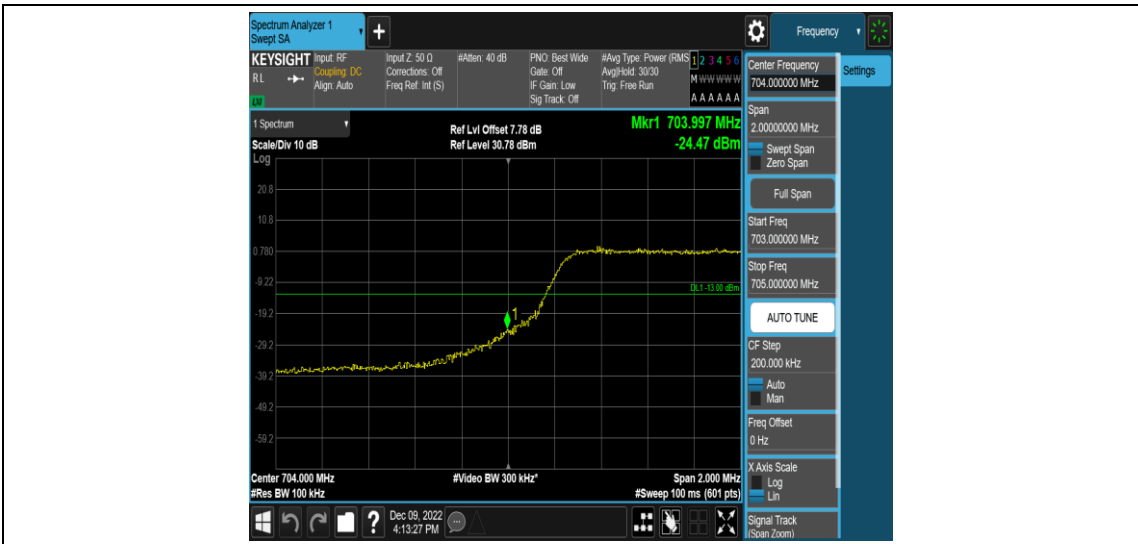 Spectrum Analyzer 1
Swept SA
+
Frequency
KEYSIGHT
RL
LXI
Input: RF
Coupling: DC
Align: Auto
Input Z: 50 Ω
Corrections: Off
Freq Ref: Int (S)
#Atten: 40 dB
PNO: Best Wide
Gate: Off
IF Gain: Low
Sig Track: Off
#Avg Type: Power (RMS
Avg|Hold: 30/30
Trig: Free Run
1 2 3 4 5 6
M W W W W W
A A A A A A
Center Frequency
704.000000 MHz
Settings
Span
2.00000000 MHz
Swept Span
Zero Span
Full Span
Start Freq
703.000000 MHz
Stop Freq
705.000000 MHz
AUTO TUNE
CF Step
200.000 kHz
Auto
Man
Freq Offset
0 Hz
X Axis Scale
Log
Lin
Signal Track
(Span Zoom)
1 Spectrum
Scale/Div 10 dB
Ref Lvl Offset 7.78 dB
Ref Level 30.78 dBm
Mkr1 703.997 MHz
-24.47 dBm
Log
20.8
10.8
0.780
-9.22
DL1 -13.00 dBm
-19.2
1
-29.2
-39.2
-49.2
-59.2
Center 704.000 MHz
#Video BW 300 kHz*
Span 2.000 MHz
#Res BW 100 kHz
#Sweep 100 ms (601 pts)
?
Dec 09, 2022
4:13:27 PM